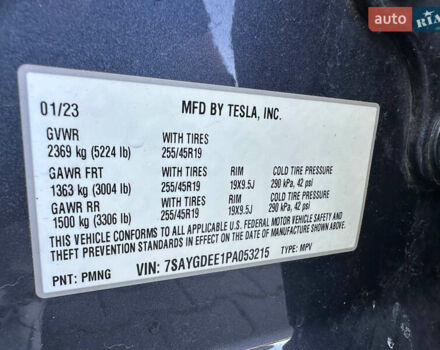 auto RIA
01/23 MFD BY TESLA, INC.
GVWR WITH TIRES
2369 kg (5224 lb) 255/45R19
GAWR FRT WITH TIRES RIM COLD TIRE PRESSURE
1363 kg (3004 lb) 255/45R19 19X9.5J 290 kPa, 42 psi
GAWR RR WITH TIRES RIM COLD TIRE PRESSURE
1500 kg (3306 lb) 255/45R19 19X9.5J 290 kPa, 42 psi
THIS VEHICLE CONFORMS TO ALL APPLICABLE U.S. FEDERAL MOTOR VEHICLE SAFETY
AND THEFT PREVENTION STANDARDS IN EFFECT ON THE DATE OF MANUFACTURE SHOWN ABOVE.
VIN: 7SAYGDEE1PA053215 TYPE: MPV
PNT: PMNG